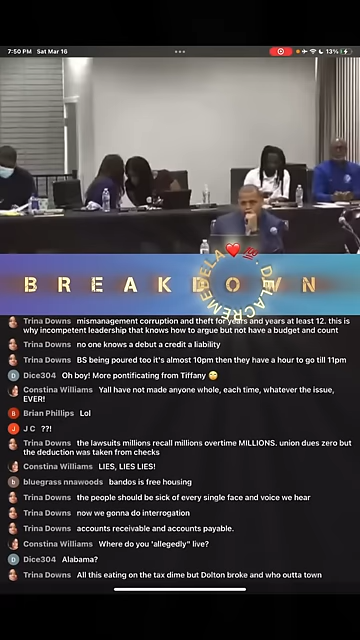 7:50 PM Sat Mar 16
13%
BREAKDOWN
DELACREMEDELACREMEDELA
Trina Downs mismanagement corruption and theft for years and years at least 12. this is
why incompetent leadership that knows how to argue but not have a budget and count
Trina Downs no one knows a debut a credit a liability
Trina Downs BS being poured too it's almost 10pm then they have a hour to go till 11pm
D Dice304 Oh boy! More pontificating from Tiffany 🙄
Constina Williams Yall have not made anyone whole, each time, whatever the issue,
EVER!
B Brian Phillips Lol
J J C ??!
Trina Downs the lawsuits millions recall millions overtime MILLIONS. union dues zero but
the deduction was taken from checks
Constina Williams LIES, LIES LIES!
bluegrass nnawoods bandos is free housing
Trina Downs the people should be sick of every single face and voice we hear
Trina Downs now we gonna do interrogation
Trina Downs accounts receivable and accounts payable.
Constina Williams Where do you 'allegedly" live?
D Dice304 Alabama?
Trina Downs All this eating on the tax dime but Dolton broke and who outta town